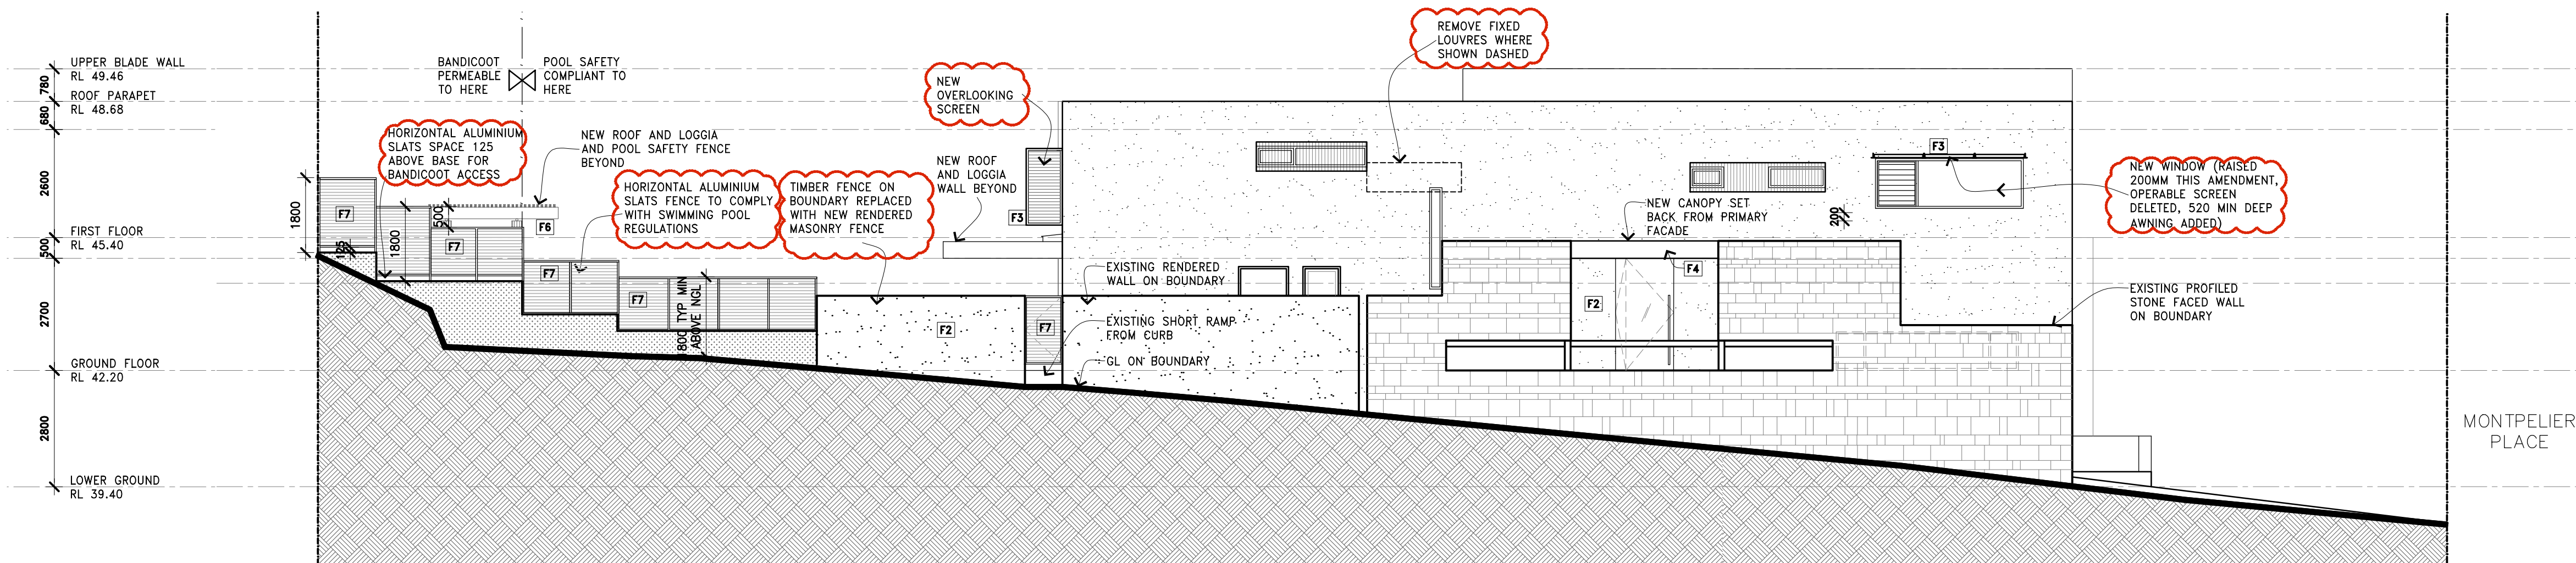 UPPER BLADE WALL
RL 49.46
780
ROOF PARAPET
RL 48.68
680
2600
FIRST FLOOR
RL 45.40
500
2700
GROUND FLOOR
RL 42.20
2800
LOWER GROUND
RL 39.40
BANDICOOT
PERMEABLE
TO HERE
POOL SAFETY
COMPLIANT TO
HERE
HORIZONTAL ALUMINIUM
SLATS SPACE 125
ABOVE BASE FOR
BANDICOOT ACCESS
NEW ROOF AND LOGGIA
AND POOL SAFETY FENCE
BEYOND
1800
F7
125
1800
500
F7
F6
HORIZONTAL ALUMINIUM
SLATS FENCE TO COMPLY
WITH SWIMMING POOL
REGULATIONS
F7
F7
1800 TYP MIN
ABOVE NGL
TIMBER FENCE ON
BOUNDARY REPLACED
WITH NEW RENDERED
MASONRY FENCE
F2
NEW
OVERLOOKING
SCREEN
NEW ROOF
AND LOGGIA
WALL BEYOND
F3
F7
EXISTING RENDERED
WALL ON BOUNDARY
EXISTING SHORT RAMP
FROM CURB
GL ON BOUNDARY
REMOVE FIXED
LOUVRES WHERE
SHOWN DASHED
NEW CANOPY SET
BACK FROM PRIMARY
FACADE
F4
F2
200
F3
NEW WINDOW (RAISED
200MM THIS AMENDMENT,
OPERABLE SCREEN
DELETED, 520 MIN DEEP
AWNING ADDED)
EXISTING PROFILED
STONE FACED WALL
ON BOUNDARY
MONTPELIER
PLACE